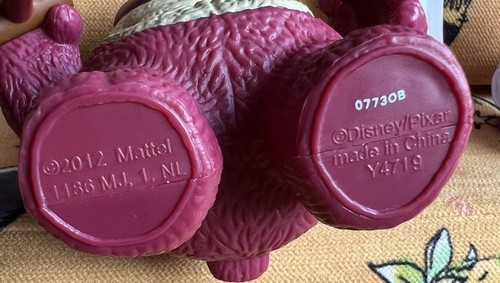 ©2012 Mattel
1186 MJ, 1, NL
07730B
©Disney/Pixar
made in China
Y4719